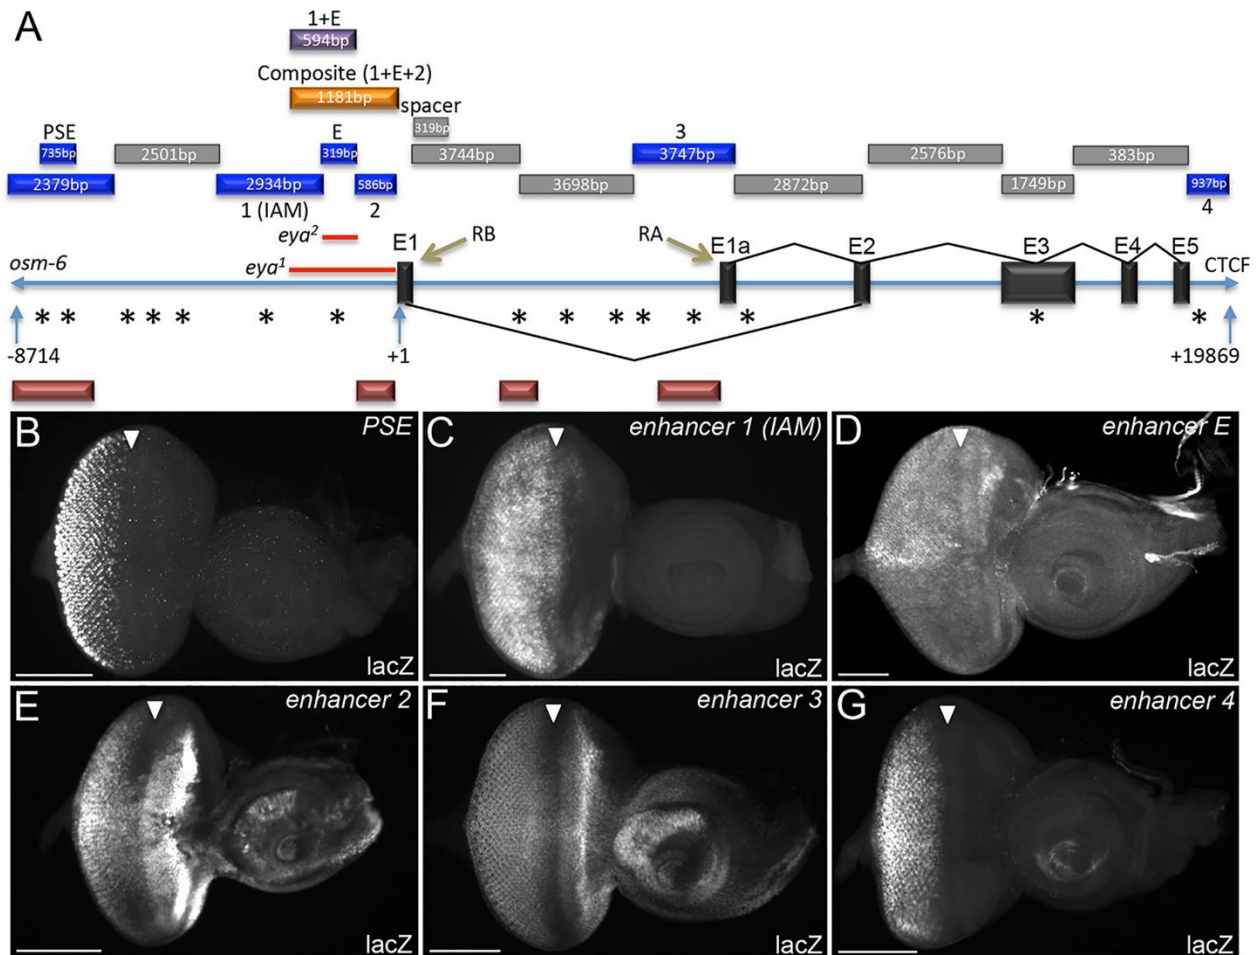 A
1+E
594bp
Composite (1+E+2)
1181bp
spacer
319bp
PSE
E
3
735bp
2501bp
319bp
3744bp
3747bp
2576bp
383bp
2379bp
2934bp
586bp
3698bp
2872bp
1749bp
937bp
1 (IAM)
2
4
eya²
eya¹
E1
RB
RA
E1a
E2
E3
E4
E5
osm-6
CTCF
* * * * * * * * * * * * * * *
-8714
+1
+19869
B
PSE
lacZ
C
enhancer 1 (IAM)
lacZ
D
enhancer E
lacZ
E
enhancer 2
lacZ
F
enhancer 3
lacZ
G
enhancer 4
lacZ